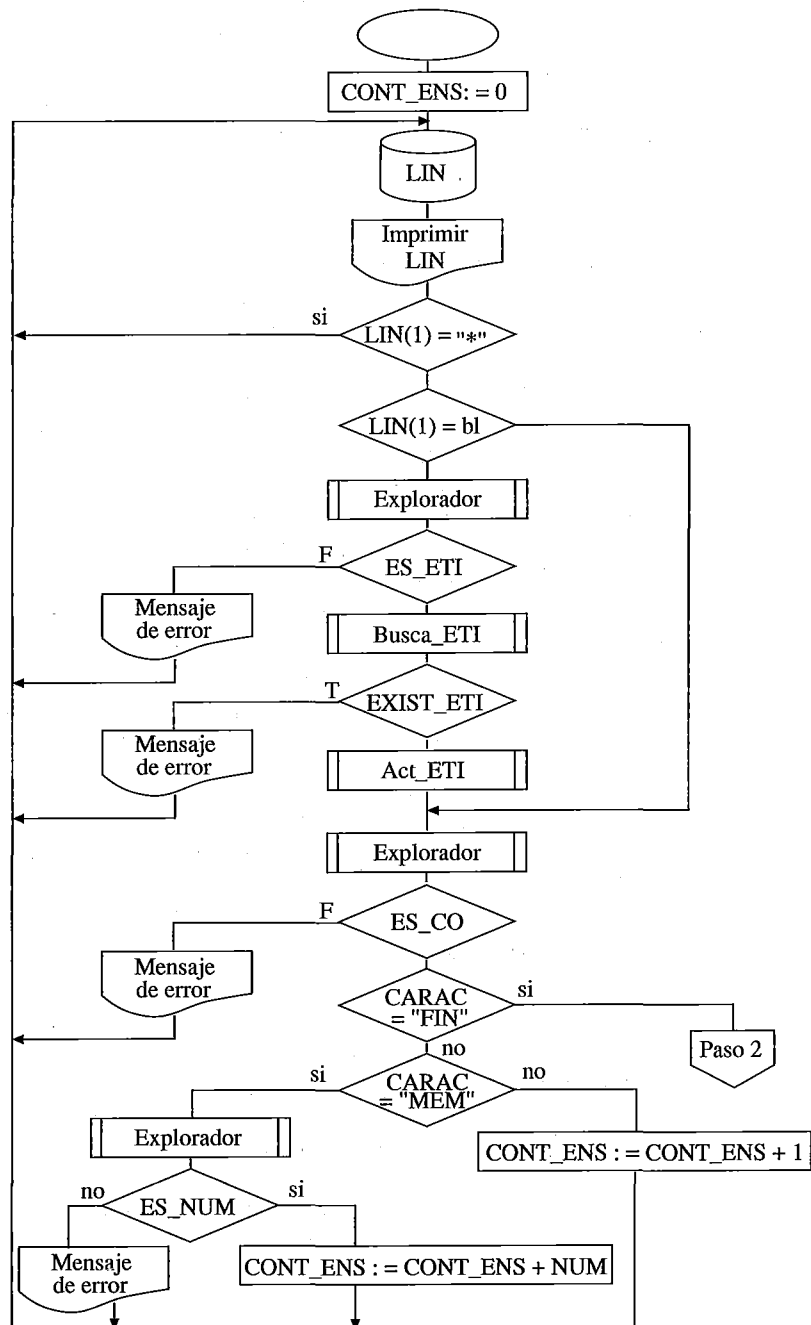 CONT_ENS: = 0
LIN
Imprimir
LIN
si
LIN(1) = "*"
LIN(1) = bl
Explorador
F
ES_ETI
Mensaje
de error
Busca_ETI
T
EXIST_ETI
Mensaje
de error
Act_ETI
Explorador
F
ES_CO
Mensaje
de error
CARAC
= "FIN"
si
Paso 2
no
si
CARAC
= "MEM"
no
Explorador
CONT_ENS : = CONT_ENS + 1
no
ES_NUM
si
Mensaje
de error
CONT_ENS : = CONT_ENS + NUM